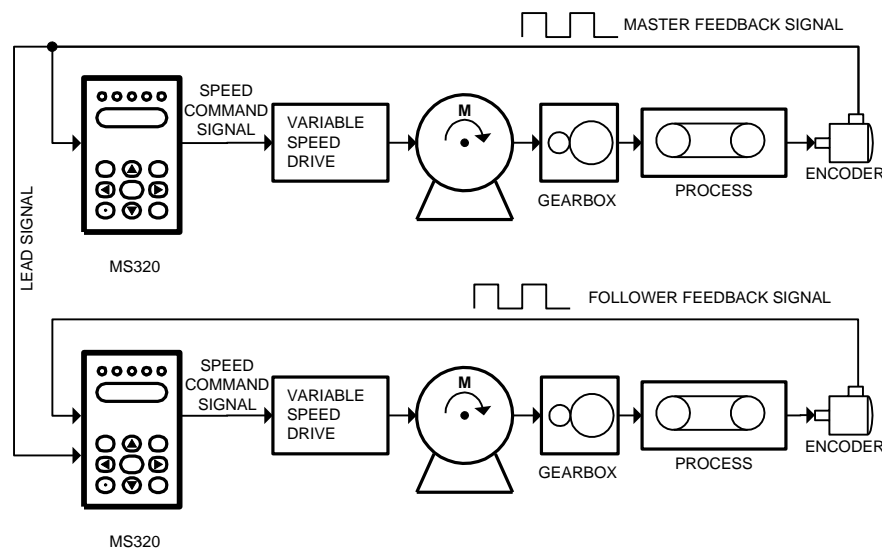 MASTER FEEDBACK SIGNAL
SPEED
COMMAND
SIGNAL
VARIABLE
SPEED
DRIVE
M
GEARBOX
PROCESS
ENCODER
LEAD SIGNAL
MS320
FOLLOWER FEEDBACK SIGNAL
SPEED
COMMAND
SIGNAL
VARIABLE
SPEED
DRIVE
M
GEARBOX
PROCESS
ENCODER
MS320